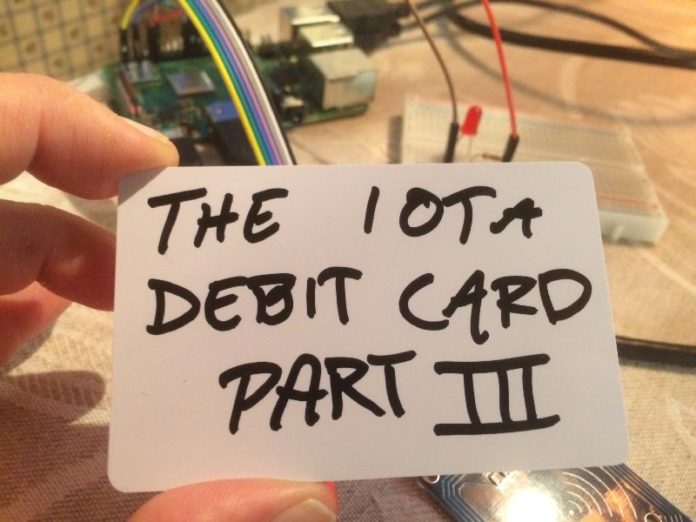 THE IOTA
DEBIT CARD
PART III